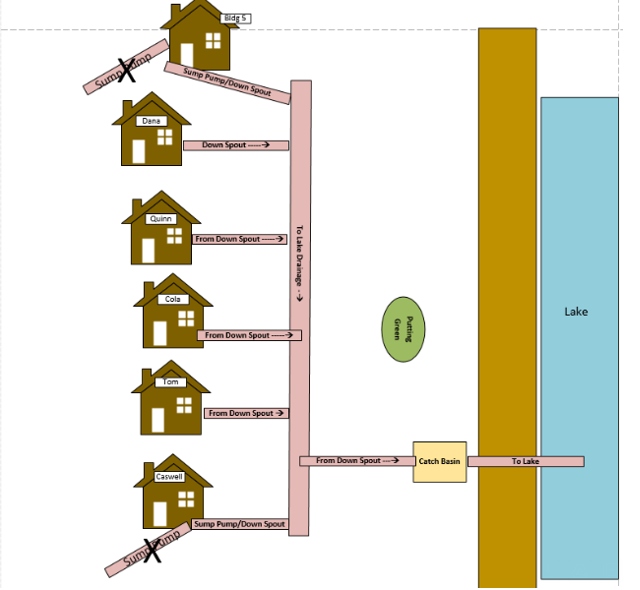 Bldg 5
Sump Pump
Sump Pump/Down Spout
Dana
Down Spout ----->
Quinn
From Down Spout ---->
To Lake Drainage - ->
Cola
From Down Spout ---->
Putting
Green
Lake
Tom
From Down Spout ->
From Down Spout --->
Catch Basin
To Lake
Caswell
Sump Pump/Down Spout
Sump Pump